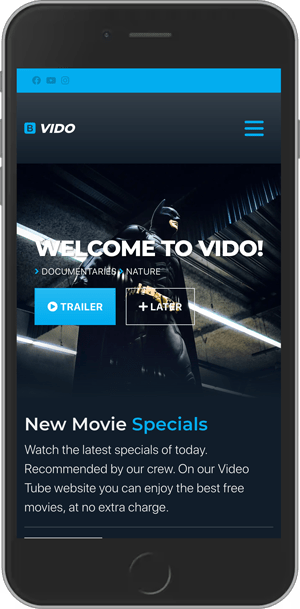 B VIDO
WELCOME TO VIDO!
DOCUMENTARIES NATURE
TRAILER
LATER
New Movie Specials
Watch the latest specials of today.
Recommended by our crew. On our Video
Tube website you can enjoy the best free
movies, at no extra charge.